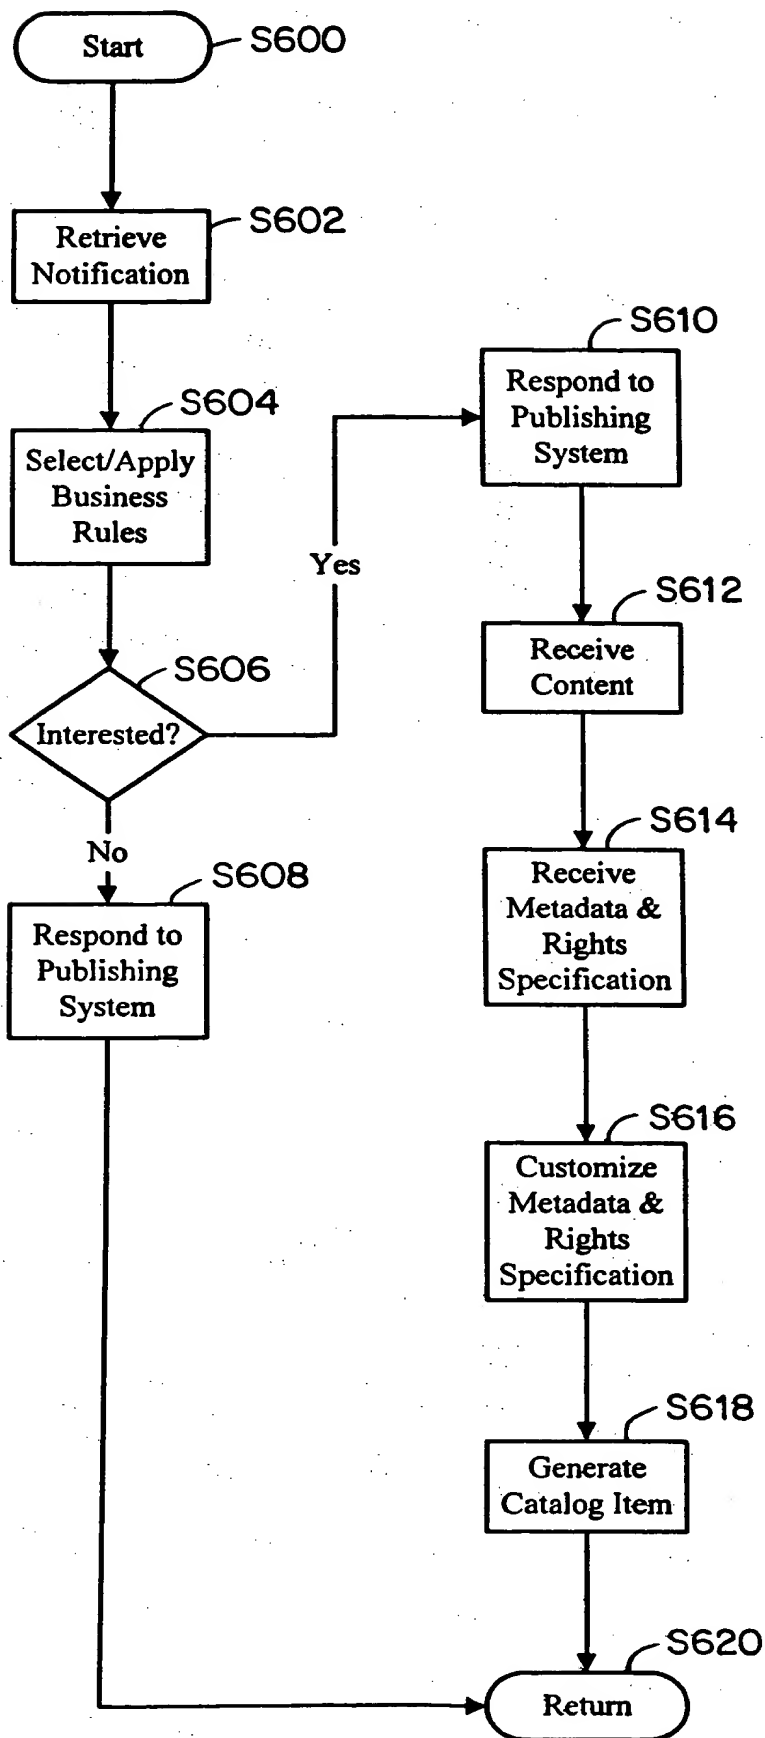 Start
S600
Retrieve
Notification
S602
Select/Apply
Business
Rules
S604
Interested?
S606
Yes
No
Respond to
Publishing
System
S608
Respond to
Publishing
System
S610
Receive
Content
S612
Receive
Metadata &
Rights
Specification
S614
Customize
Metadata &
Rights
Specification
S616
Generate
Catalog Item
S618
Return
S620